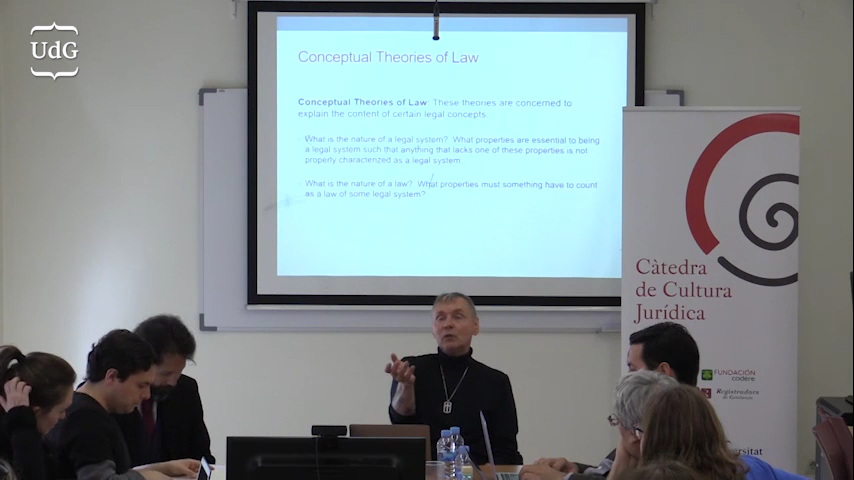 UdG
Conceptual Theories of Law
Conceptual Theories of Law: These theories are concerned to
explain the content of certain legal concepts.
What is the nature of a legal system? What properties are essential to being
a legal system such that anything that lacks one of these properties is not
properly characterized as a legal system
What is the nature of a law? What properties must something have to count
as a law of some legal system?
Càtedra
de Cultura
Jurídica
FUNDACIÓN
codere
Registradors
de Catalunya